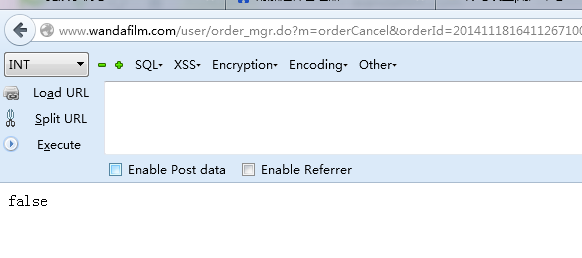 www.wandafilm.com/user/order_mgr.do?m=orderCancel&orderId=201411181641126710
INT SQL- XSS- Encryption- Encoding- Other-
Load URL
Split URL
Execute
Enable Post data Enable Referrer
false